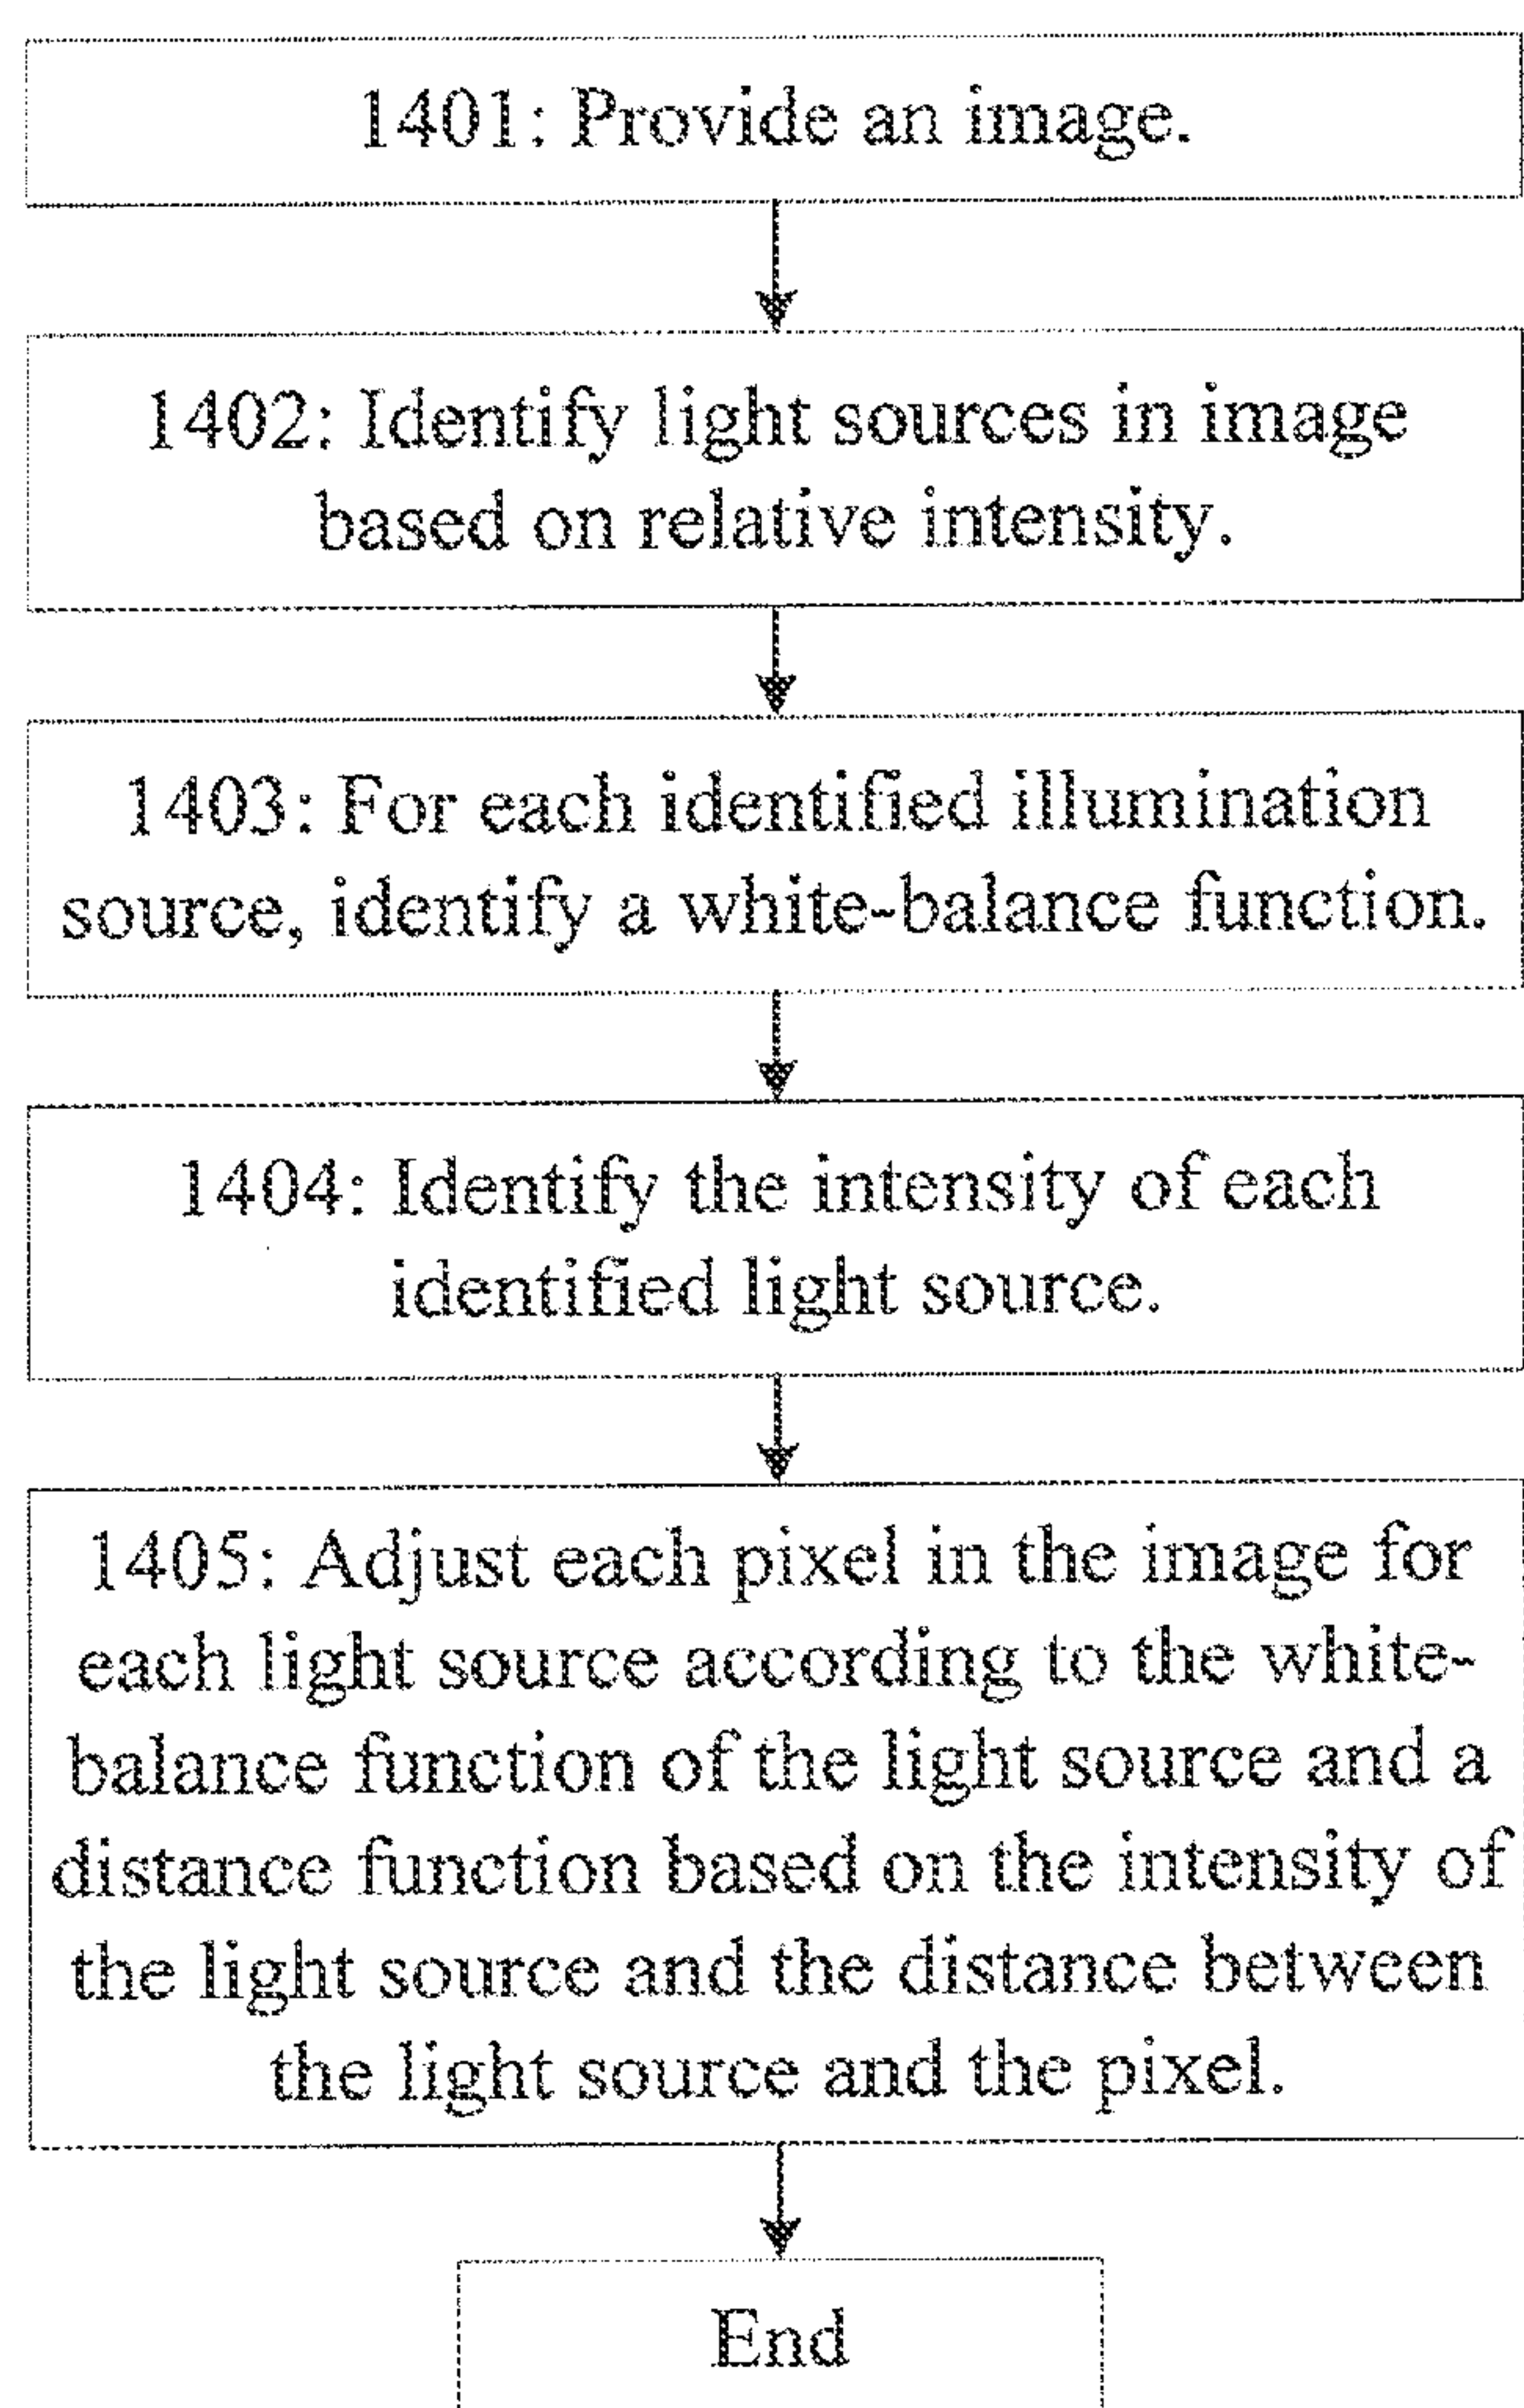 1401: Provide an image.
1402: Identify light sources in image
based on relative intensity.
1403: For each identified illumination
source, identify a white-balance function.
1404: Identify the intensity of each
identified light source.
1405: Adjust each pixel in the image for
each light source according to the white-
balance function of the light source and a
distance function based on the intensity of
the light source and the distance between
the light source and the pixel.
End